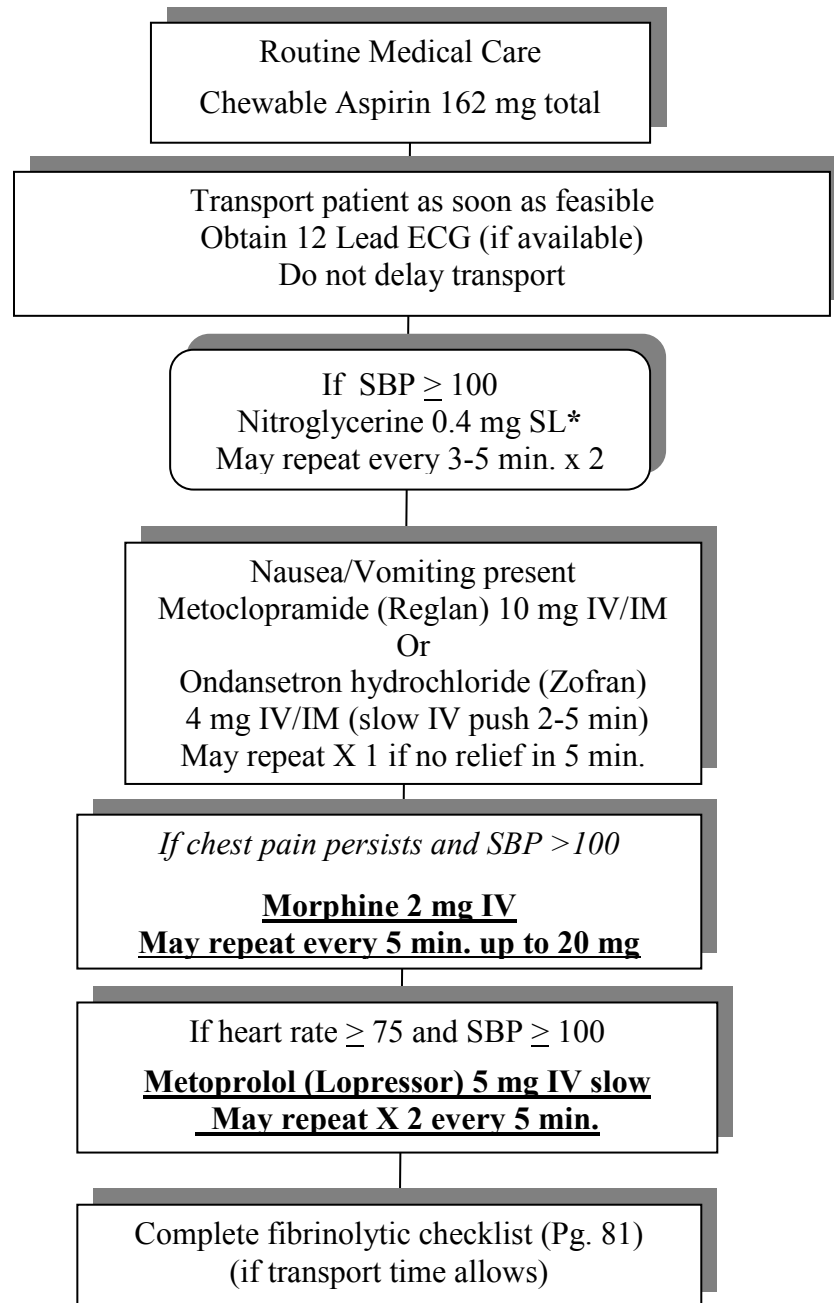 Routine Medical Care
Chewable Aspirin 162 mg total
Transport patient as soon as feasible
Obtain 12 Lead ECG (if available)
Do not delay transport
If SBP ≥ 100
Nitroglycerine 0.4 mg SL*
May repeat every 3-5 min. x 2
Nausea/Vomiting present
Metoclopramide (Reglan) 10 mg IV/IM
Or
Ondansetron hydrochloride (Zofran)
4 mg IV/IM (slow IV push 2-5 min)
May repeat X 1 if no relief in 5 min.
If chest pain persists and SBP >100
Morphine 2 mg IV
May repeat every 5 min. up to 20 mg
If heart rate ≥ 75 and SBP ≥ 100
Metoprolol (Lopressor) 5 mg IV slow
May repeat X 2 every 5 min.
Complete fibrinolytic checklist (Pg. 81)
(if transport time allows)